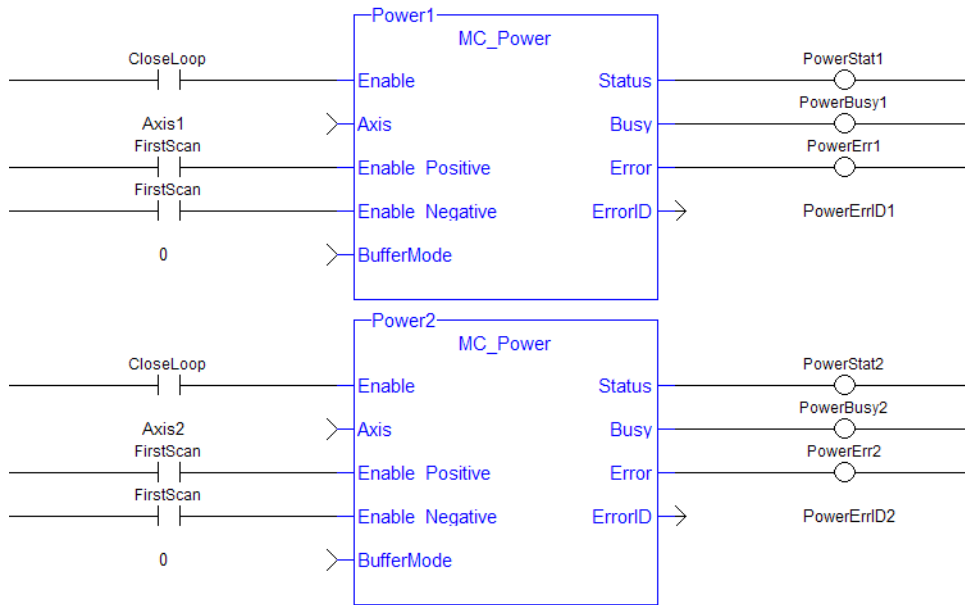 Power1
MC_Power
CloseLoop
Enable
Status
PowerStat1
Axis1
Axis
Busy
PowerBusy1
FirstScan
Enable Positive
Error
PowerErr1
FirstScan
Enable Negative
ErrorID
PowerErrID1
0
BufferMode
Power2
MC_Power
CloseLoop
Enable
Status
PowerStat2
Axis2
Axis
Busy
PowerBusy2
FirstScan
Enable Positive
Error
PowerErr2
FirstScan
Enable Negative
ErrorID
PowerErrID2
0
BufferMode